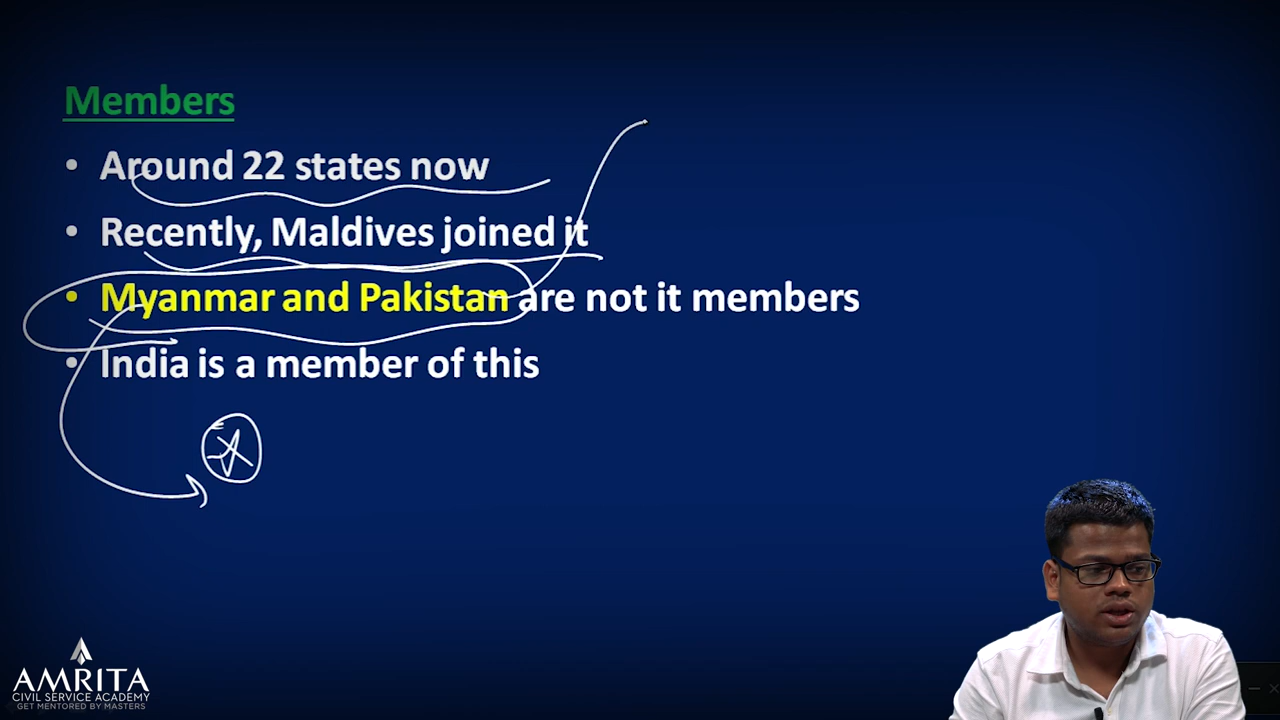 Members
• Around 22 states now
• Recently, Maldives joined it
• Myanmar and Pakistan are not it members
• India is a member of this
AMRITA
CIVIL SERVICE ACADEMY
GET MENTORED BY MASTERS